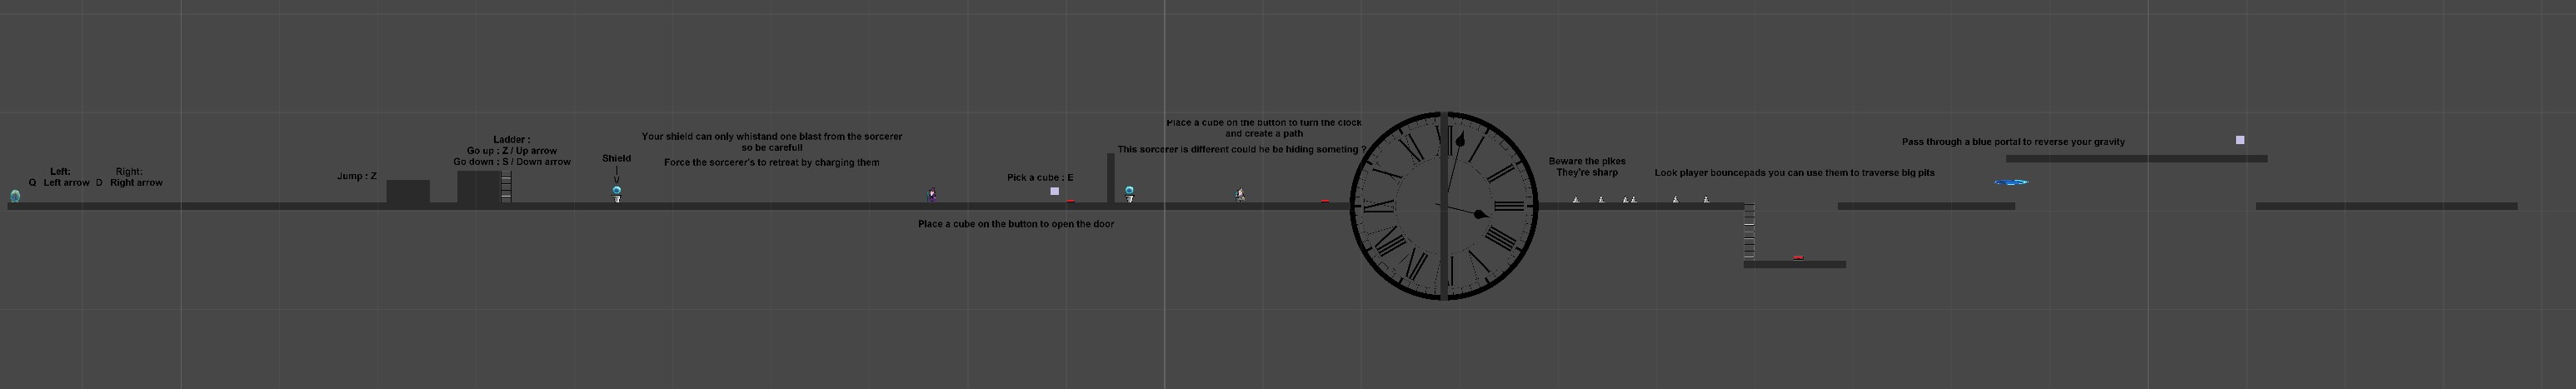 Left:
Q   Left arrow
Right:
D   Right arrow
Jump : Z
Ladder :
Go up : Z / Up arrow
Go down : S / Down arrow
Shield
V
Your shield can only whistand one blast from the sorcerer
so be carefull
Force the sorcerer's to retreat by charging them
Pick a cube : E
Place a cube on the button to open the door
Place a cube on the button to turn the clock
and create a path
This sorcerer is different could he be hiding someting ?
Beware the pikes
They're sharp
Look player bouncepads you can use them to traverse big pits
Pass through a blue portal to reverse your gravity